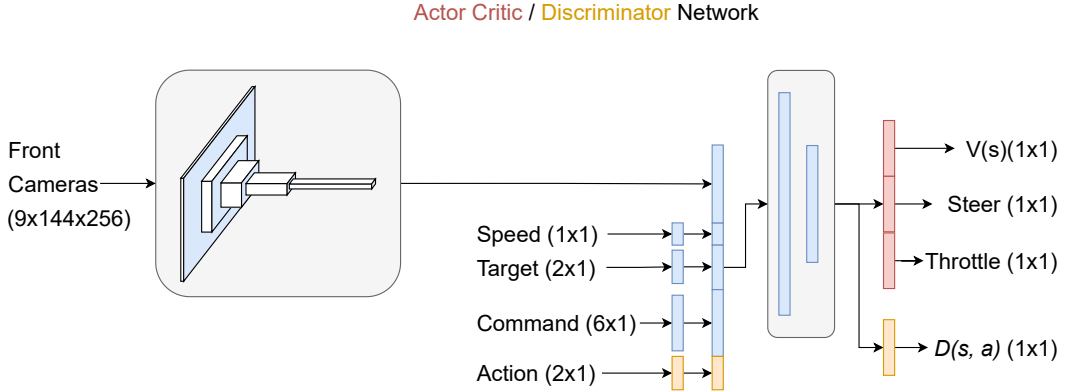 Actor Critic / Discriminator Network
Front
Cameras
(9x144x256)
Speed (1x1)
Target (2x1)
Command (6x1)
Action (2x1)
V(s)(1x1)
Steer (1x1)
Throttle (1x1)
D(s, a) (1x1)